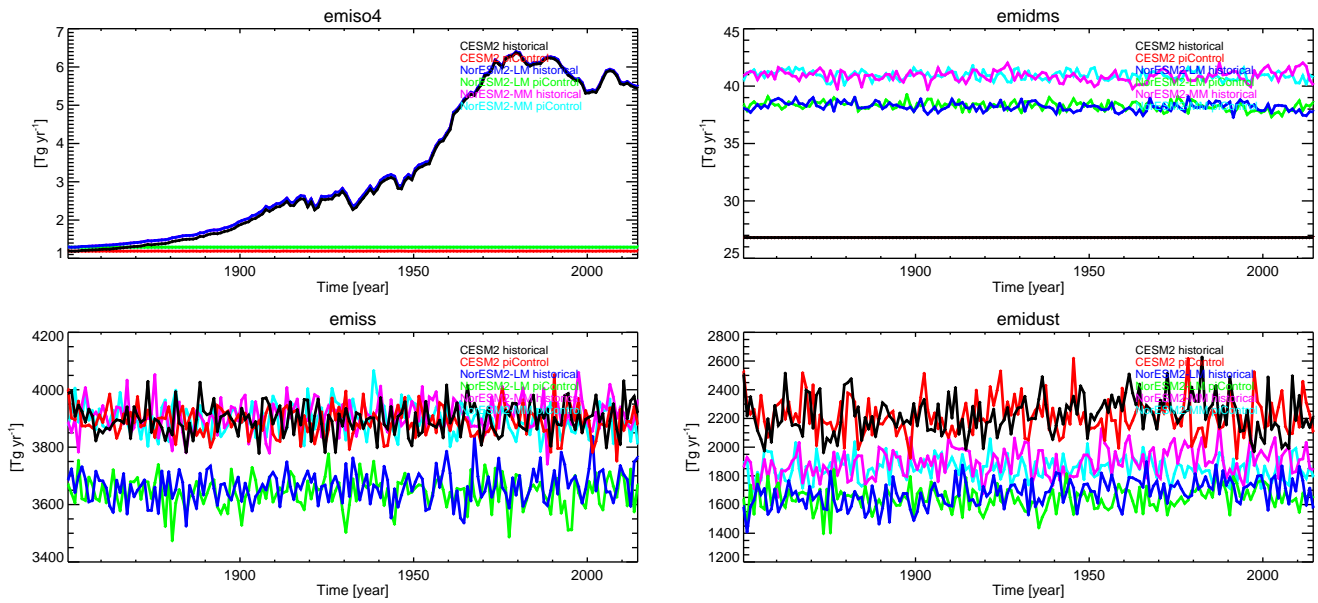 emiso4
7
6
5
4
3
2
1
[Tg yr-1]
CESM2 historical
CESM2 piControl
NorESM2-LM historical
NorESM2-LM piControl
NorESM2-MM historical
NorESM2-MM piControl
1900
1950
2000
Time [year]
emidms
45
40
35
30
25
[Tg yr-1]
CESM2 historical
CESM2 piControl
NorESM2-LM historical
NorESM2-LM piControl
NorESM2-MM historical
NorESM2-MM piControl
1900
1950
2000
Time [year]
emiss
4200
4000
3800
3600
3400
[Tg yr-1]
CESM2 historical
CESM2 piControl
NorESM2-LM historical
NorESM2-LM piControl
NorESM2-MM historical
NorESM2-MM piControl
1900
1950
2000
Time [year]
emidust
2800
2600
2400
2200
2000
1800
1600
1400
1200
[Tg yr-1]
CESM2 historical
CESM2 piControl
NorESM2-LM historical
NorESM2-LM piControl
NorESM2-MM historical
NorESM2-MM piControl
1900
1950
2000
Time [year]